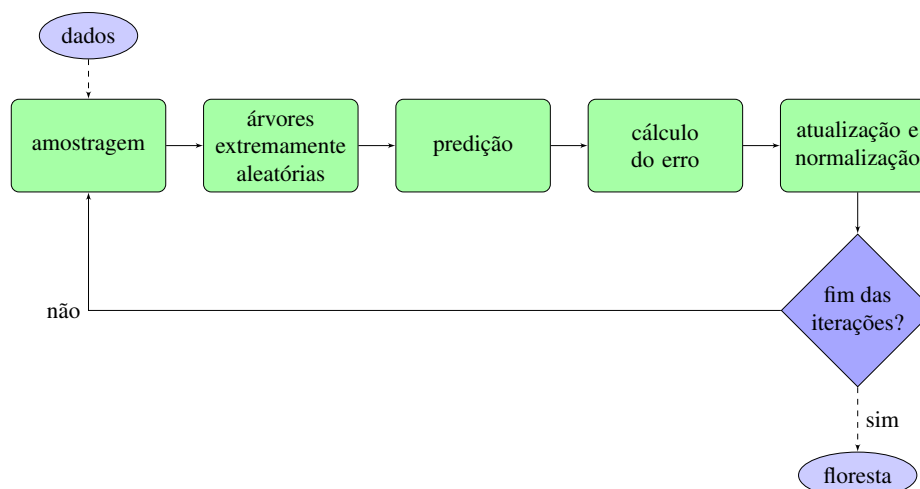 dados
amostragem
árvores
extremamente
aleatórias
predição
cálculo
do erro
atualização e
normalização
fim das
iterações?
não
sim
floresta